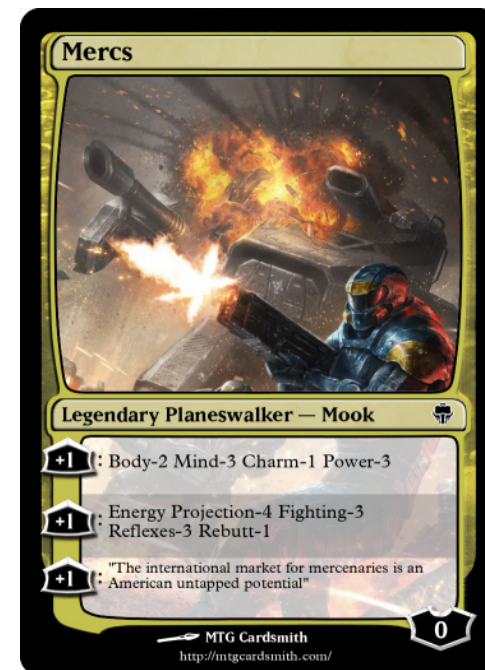 Mercs
Legendary Planeswalker — Mook
+1 : Body-2 Mind-3 Charm-1 Power-3
+1 : Energy Projection-4 Fighting-3
Reflexes-3 Rebutt-1
+1 : "The international market for mercenaries is an
American untapped potential"
0
MTG Cardsmith
http://mtgcardsmith.com/